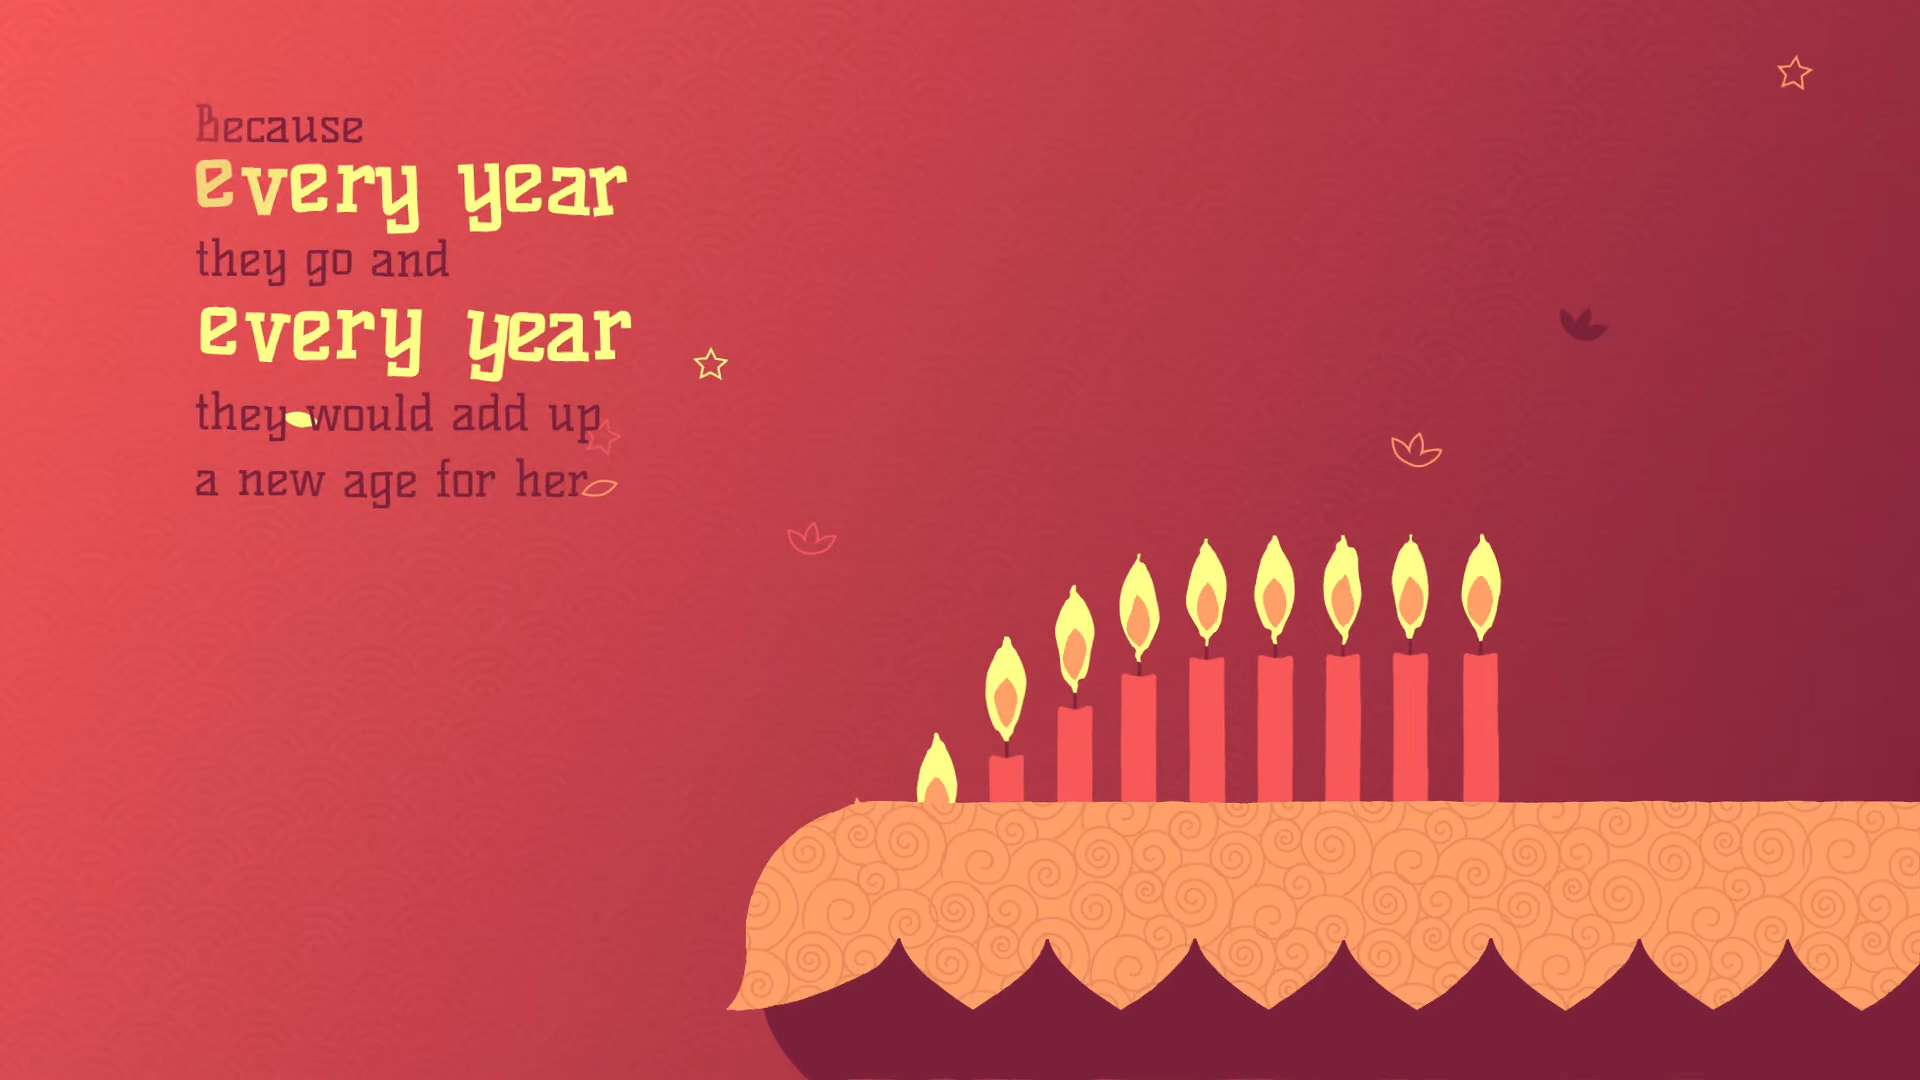 Because
every year
they go and
every year
they would add up
a new age for her